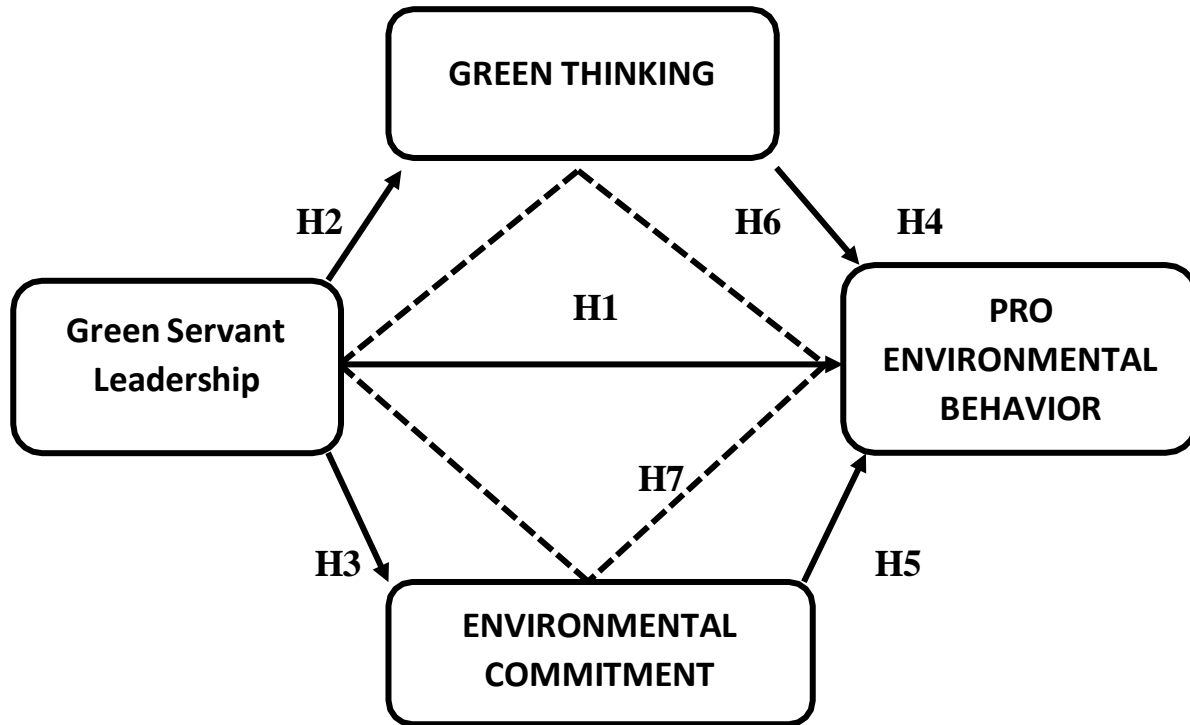 GREEN THINKING
H2
H6
H4
Green Servant
Leadership
H1
PRO
ENVIRONMENTAL
BEHAVIOR
H7
H3
H5
ENVIRONMENTAL
COMMITMENT